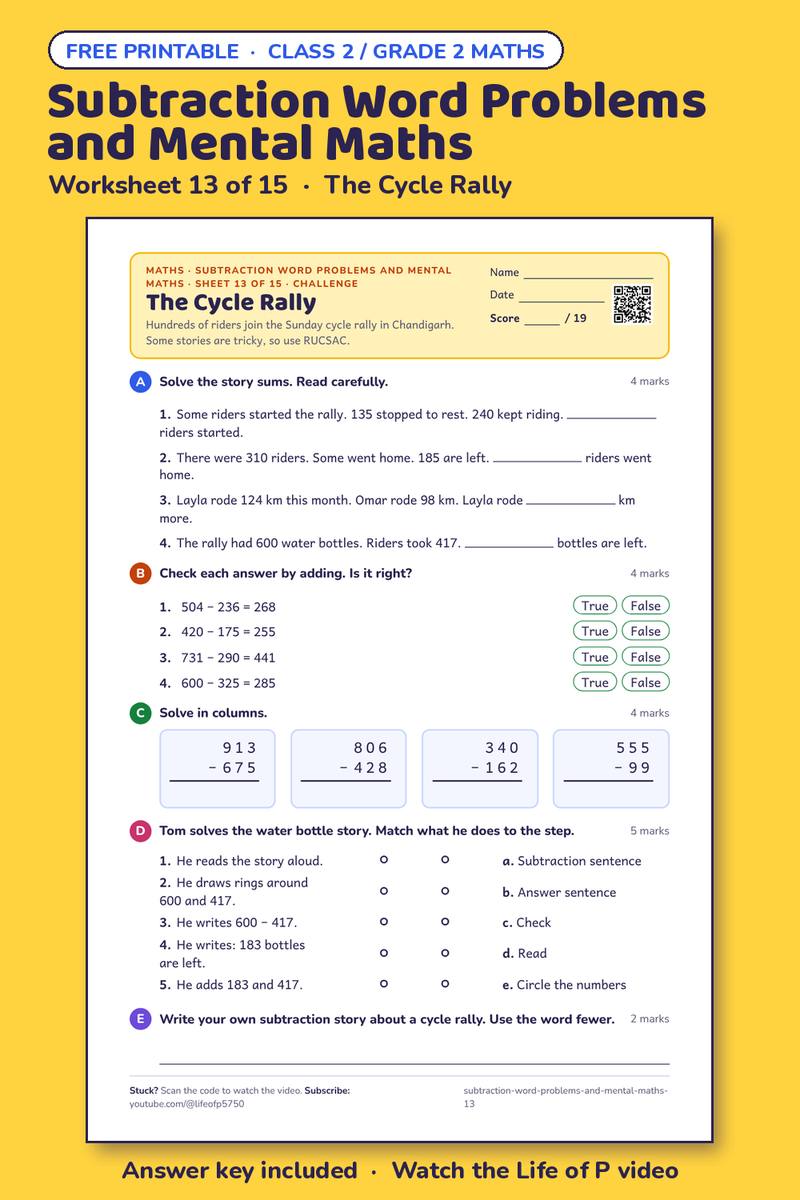 FREE PRINTABLE · CLASS 2 / GRADE 2 MATHS
Subtraction Word Problems
and Mental Maths
Worksheet 13 of 15 · The Cycle Rally
MATHS · SUBTRACTION WORD PROBLEMS AND MENTAL
MATHS · SHEET 13 OF 15 · CHALLENGE
The Cycle Rally
Hundreds of riders join the Sunday cycle rally in Chandigarh.
Some stories are tricky, so use RUCSAC.
Name ____________
Date ____________
Score _____ / 19
A Solve the story sums. Read carefully. 4 marks
1. Some riders started the rally. 135 stopped to rest. 240 kept riding. ____________
riders started.
2. There were 310 riders. Some went home. 185 are left. ____________ riders went
home.
3. Layla rode 124 km this month. Omar rode 98 km. Layla rode ____________ km
more.
4. The rally had 600 water bottles. Riders took 417. ____________ bottles are left.
B Check each answer by adding. Is it right? 4 marks
1. 504 − 236 = 268 True False
2. 420 − 175 = 255 True False
3. 731 − 290 = 441 True False
4. 600 − 325 = 285 True False
C Solve in columns. 4 marks
913 806 340 555
− 675 − 428 − 162 − 99
D Tom solves the water bottle story. Match what he does to the step. 5 marks
1. He reads the story aloud. a. Subtraction sentence
2. He draws rings around
600 and 417. b. Answer sentence
3. He writes 600 − 417. c. Check
4. He writes: 183 bottles
are left. d. Read
5. He adds 183 and 417. e. Circle the numbers
E Write your own subtraction story about a cycle rally. Use the word fewer. 2 marks
Stuck? Scan the code to watch the video. Subscribe:
youtube.com/@lifeofp5750
subtraction-word-problems-and-mental-maths-
13
Answer key included · Watch the Life of P video